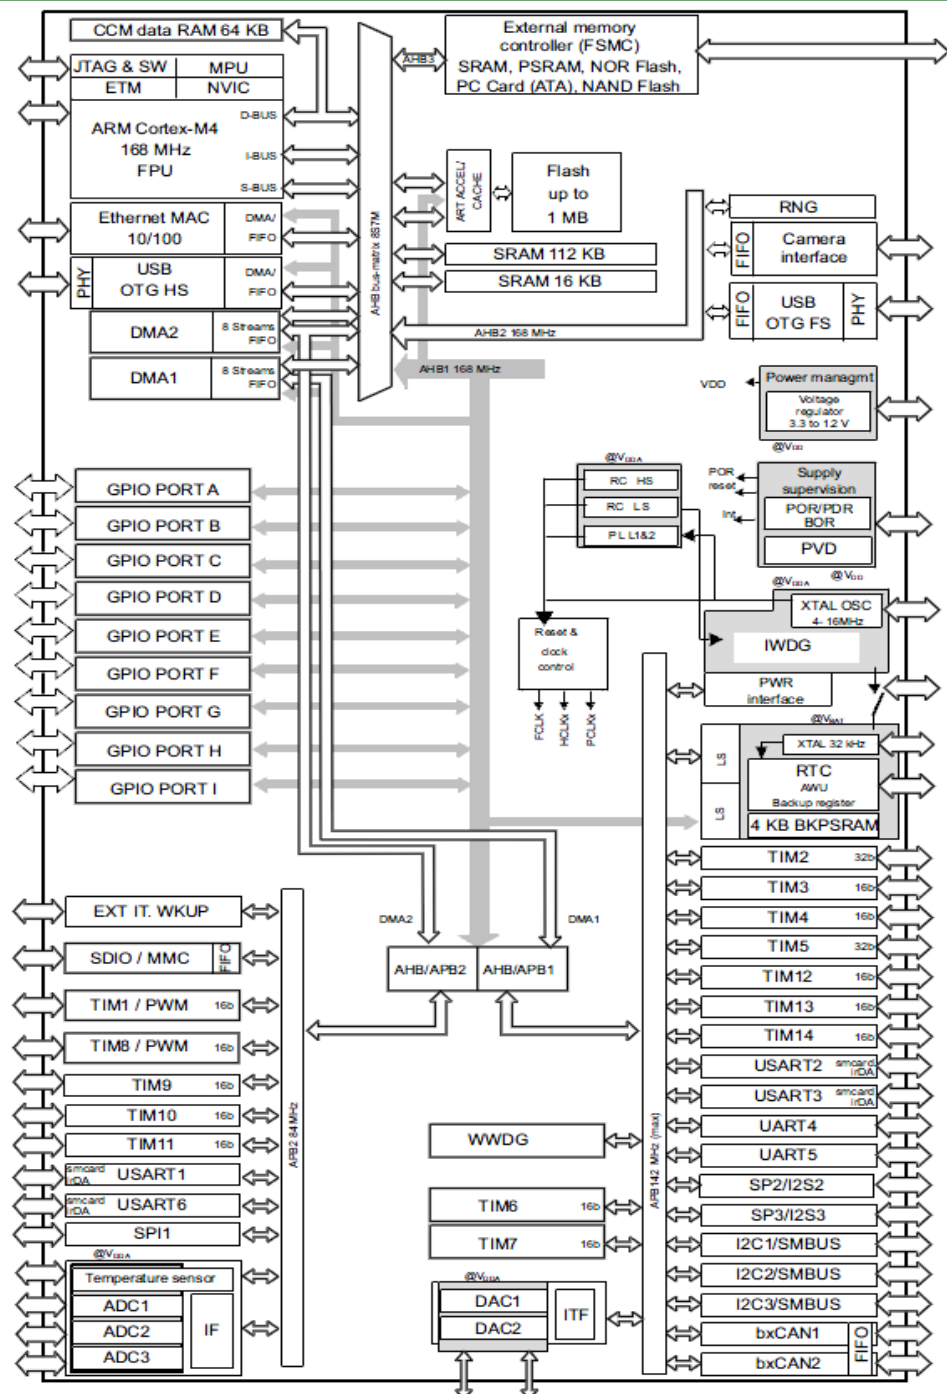 CCM data RAM 64 KB
External memory
controller (FSMC)
SRAM, PSRAM, NOR Flash,
PC Card (ATA), NAND Flash
AHB3
JTAG & SW
MPU
ETM
NVIC
D-BUS
ARM Cortex-M4
168 MHz
FPU
I-BUS
S-BUS
Ethernet MAC
10/100
DMA/
FIFO
PHY
USB
OTG HS
DMA/
FIFO
DMA2
8 Streams
FIFO
DMA1
8 Streams
FIFO
AHB bus-matrix 8S7M
ART ACCEL/
CACHE
Flash
up to
1 MB
SRAM 112 KB
SRAM 16 KB
AHB2 168 MHz
AHB1 168 MHz
RNG
FIFO
Camera
interface
FIFO
USB
OTG FS
PHY
VDD
Power managmt
Voltage
regulator
3.3 to 1.2 V
@VDD
@VDDA
RC HS
RC LS
PLL1&2
POR
reset
Int
Supply
supervision
POR/PDR
BOR
PVD
@VDDA
@VDD
XTAL OSC
4- 16MHz
IWDG
PWR
interface
Reset &
clock
control
FCLK
HCLKx
PCLKx
@VBAT
LS
LS
XTAL 32 kHz
RTC
AWU
Backup register
4 KB BKPSRAM
GPIO PORT A
GPIO PORT B
GPIO PORT C
GPIO PORT D
GPIO PORT E
GPIO PORT F
GPIO PORT G
GPIO PORT H
GPIO PORT I
DMA2
DMA1
AHB/APB2
AHB/APB1
EXT IT. WKUP
SDIO / MMC
FIFO
TIM1 / PWM 16b
TIM8 / PWM 16b
TIM9 16b
TIM10 16b
TIM11 16b
smcard
irDA
USART1
smcard
irDA
USART6
SPI1
@VDDA
Temperature sensor
ADC1
ADC2
ADC3
IF
APB2 84 MHz
WWDG
TIM6 16b
TIM7 16b
@VDDA
DAC1
DAC2
ITF
APB142 MHz (max)
TIM2 32b
TIM3 16b
TIM4 16b
TIM5 32b
TIM12 16b
TIM13 16b
TIM14 16b
USART2 smcard
irDA
USART3 smcard
irDA
UART4
UART5
SP2/I2S2
SP3/I2S3
I2C1/SMBUS
I2C2/SMBUS
I2C3/SMBUS
bxCAN1
bxCAN2
FIFO